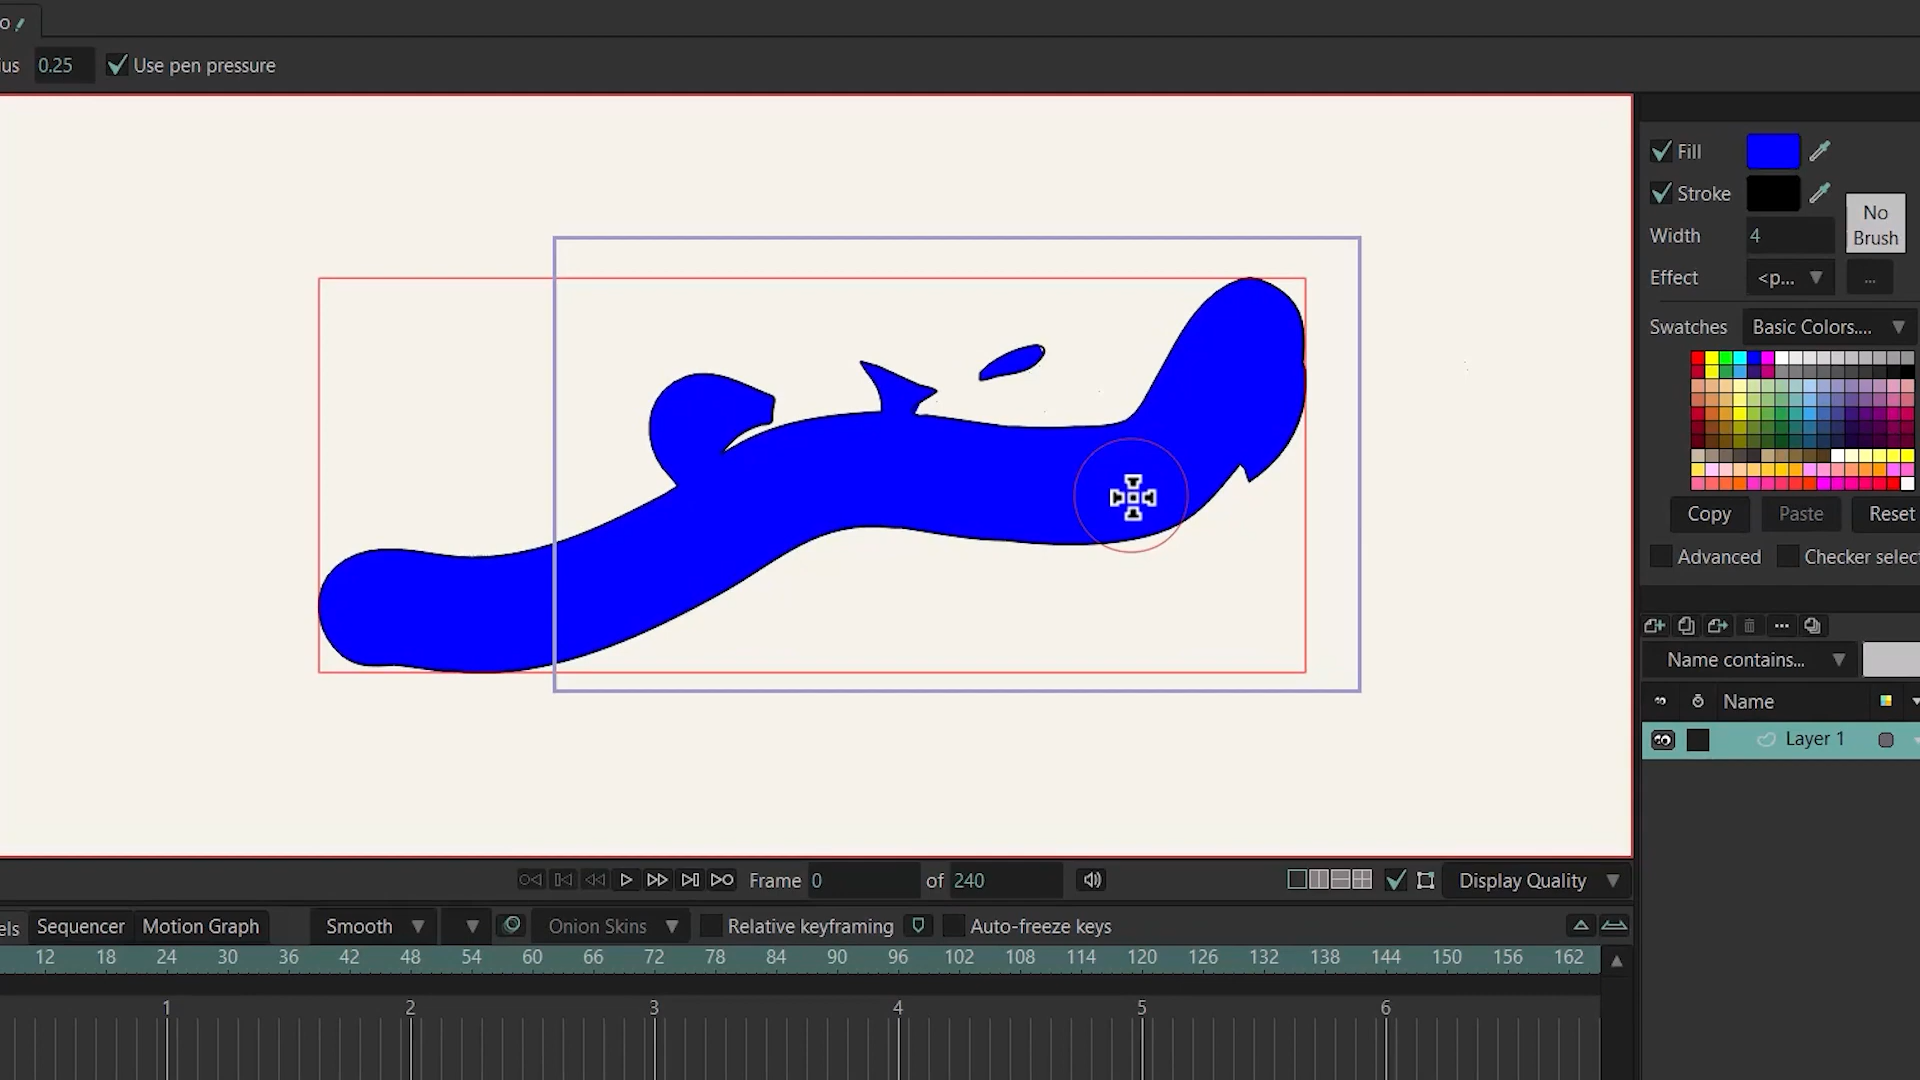 o
ius 0.25 Use pen pressure
Fill
Stroke
No Brush
Width 4
Effect <p... ...
Swatches Basic Colors....
Copy Paste Reset
Advanced Checker select
Name contains...
Name
Layer 1
Frame 0 of 240 Display Quality
els Sequencer Motion Graph Smooth Onion Skins Relative keyframing Auto-freeze keys
12 18 24 30 36 42 48 54 60 66 72 78 84 90 96 102 108 114 120 126 132 138 144 150 156 162
1 2 3 4 5 6